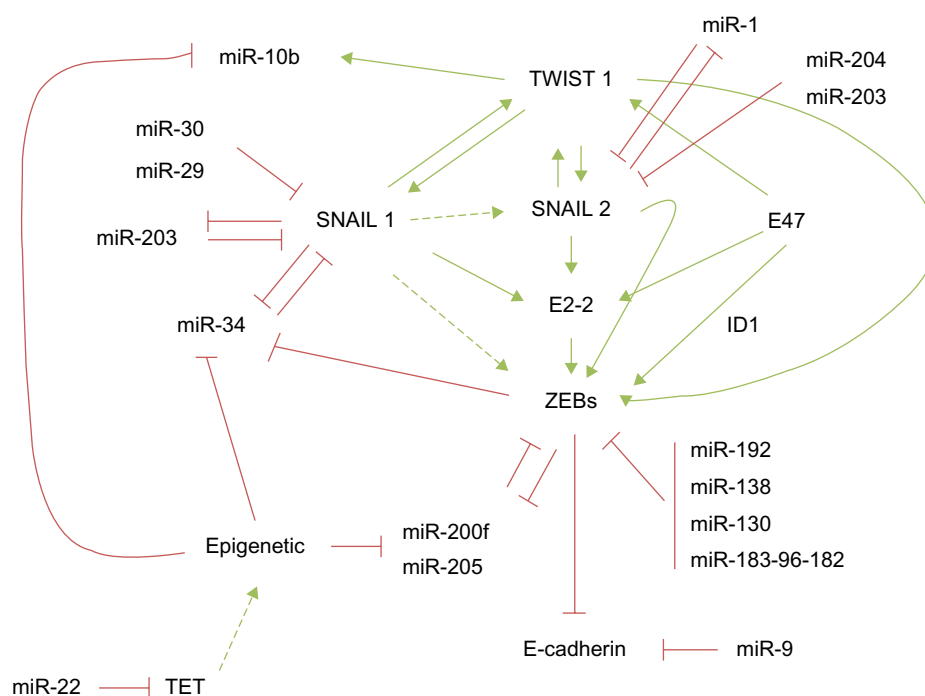 miR-1
miR-10b
TWIST 1
miR-204
miR-203
miR-30
miR-29
SNAIL 1
SNAIL 2
E47
miR-203
E2-2
miR-34
ID1
ZEBs
miR-192
miR-138
miR-130
miR-183-96-182
Epigenetic
miR-200f
miR-205
E-cadherin
miR-9
miR-22
TET